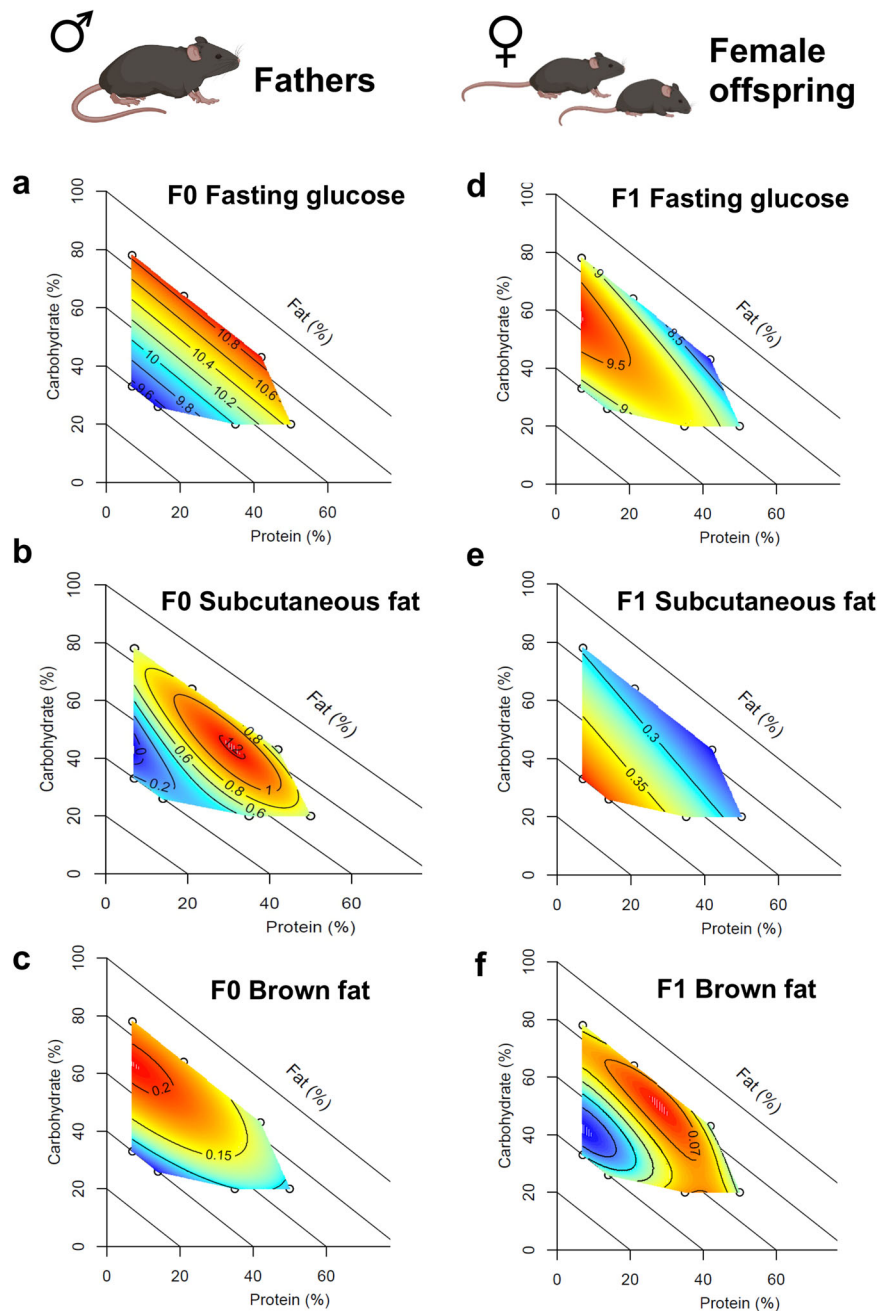 ♂ Fathers
♀ Female
offspring
a
F0 Fasting glucose
Carbohydrate (%)
100
80
60
40
20
0
Fat (%)
10.8
10.4
10.6
10
10.2
9.6
9.8
0 20 40 60
Protein (%)
d
F1 Fasting glucose
Carbohydrate (%)
100
80
60
40
20
0
Fat (%)
9
8.5
9.5
9
0 20 40 60
Protein (%)
b
F0 Subcutaneous fat
Carbohydrate (%)
100
80
60
40
20
0
Fat (%)
0.8
1.2
0
0.6
0.2
0.8
1
0.6
0 20 40 60
Protein (%)
e
F1 Subcutaneous fat
Carbohydrate (%)
100
80
60
40
20
0
Fat (%)
0.3
0.35
0 20 40 60
Protein (%)
c
F0 Brown fat
Carbohydrate (%)
100
80
60
40
20
0
Fat (%)
0.2
0.15
0 20 40 60
Protein (%)
f
F1 Brown fat
Carbohydrate (%)
100
80
60
40
20
0
Fat (%)
0.07
0 20 40 60
Protein (%)